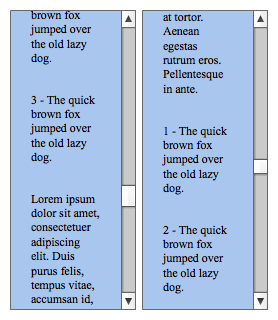 brown fox
jumped over
the old lazy
dog.
3 - The quick
brown fox
jumped over
the old lazy
dog.
Lorem ipsum
dolor sit amet,
consectetuer
adipiscing
elit. Duis
purus felis,
tempus vitae,
accumsan id,
at tortor.
Aenean
egestas
rutrum eros.
Pellentesque
in ante.
1 - The quick
brown fox
jumped over
the old lazy
dog.
2 - The quick
brown fox
jumped over
the old lazy
dog.